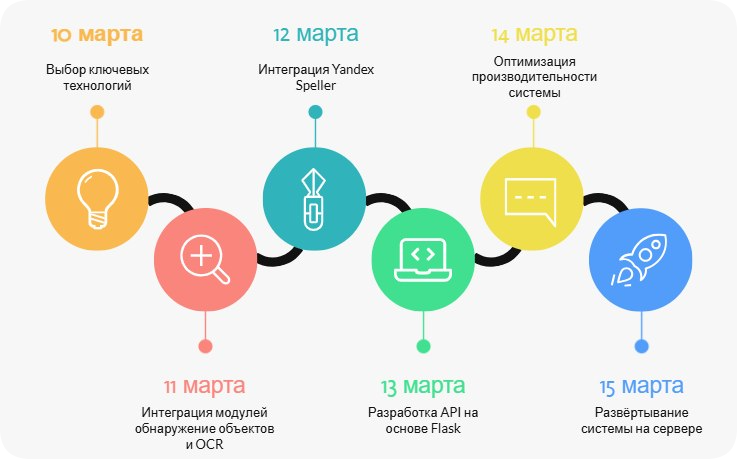 10 марта
Выбор ключевых
технологий
11 марта
Интеграция модулей
обнаружение объектов
и OCR
12 марта
Интеграция Yandex
Speller
13 марта
Разработка API на
основе Flask
14 марта
Оптимизация
производительности
системы
15 марта
Развёртывание
системы на сервере